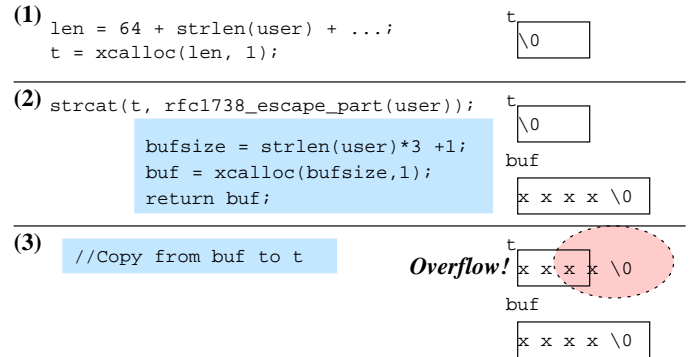 (1)
len = 64 + strlen(user) + ...;
t = xcalloc(len, 1);
t
\0
(2) strcat(t, rfc1738_escape_part(user));
bufsize = strlen(user)*3 +1;
buf = xcalloc(bufsize,1);
return buf;
t
\0
buf
x x x x \0
(3)
//Copy from buf to t
Overflow!
t
x x x x \0
buf
x x x x \0